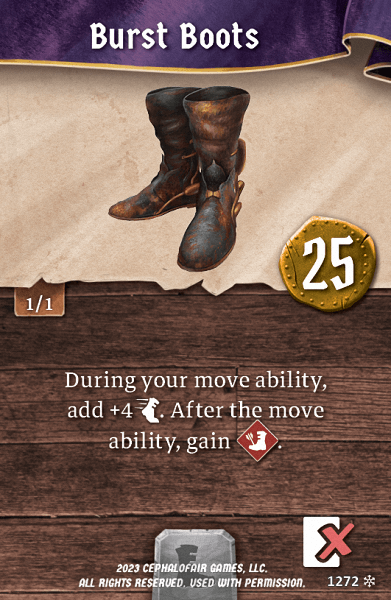 Burst Boots
25
1/1
During your move ability,
add +4 . After the move
ability, gain .
2023 CEPHALOFAIR GAMES, LLC.
ALL RIGHTS RESERVED, USED WITH PERMISSION.
1272